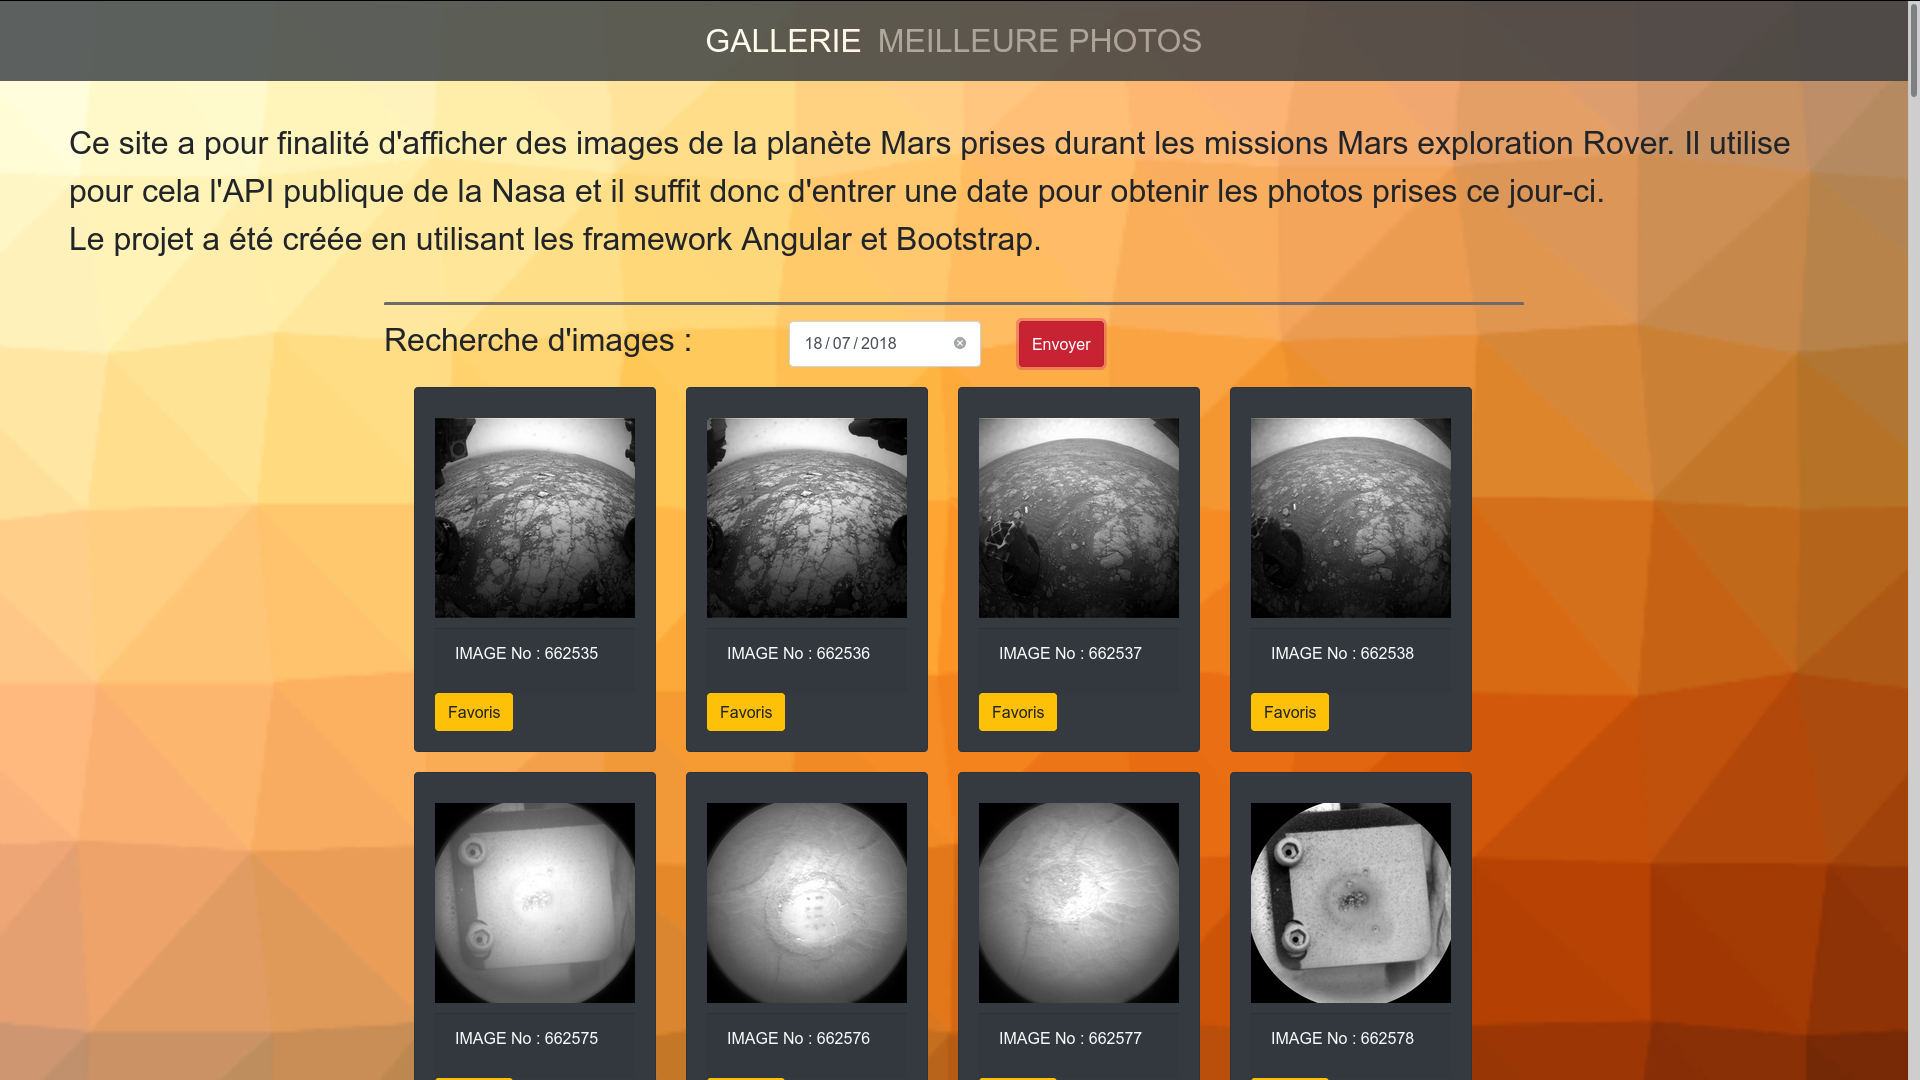 GALLERIE MEILLEURE PHOTOS
Ce site a pour finalité d'afficher des images de la planète Mars prises durant les missions Mars exploration Rover. Il utilise
pour cela l'API publique de la Nasa et il suffit donc d'entrer une date pour obtenir les photos prises ce jour-ci.
Le projet a été créée en utilisant les framework Angular et Bootstrap.
Recherche d'images : 18/07/2018 Envoyer
IMAGE No : 662535 IMAGE No : 662536 IMAGE No : 662537 IMAGE No : 662538
Favoris Favoris Favoris Favoris
IMAGE No : 662575 IMAGE No : 662576 IMAGE No : 662577 IMAGE No : 662578